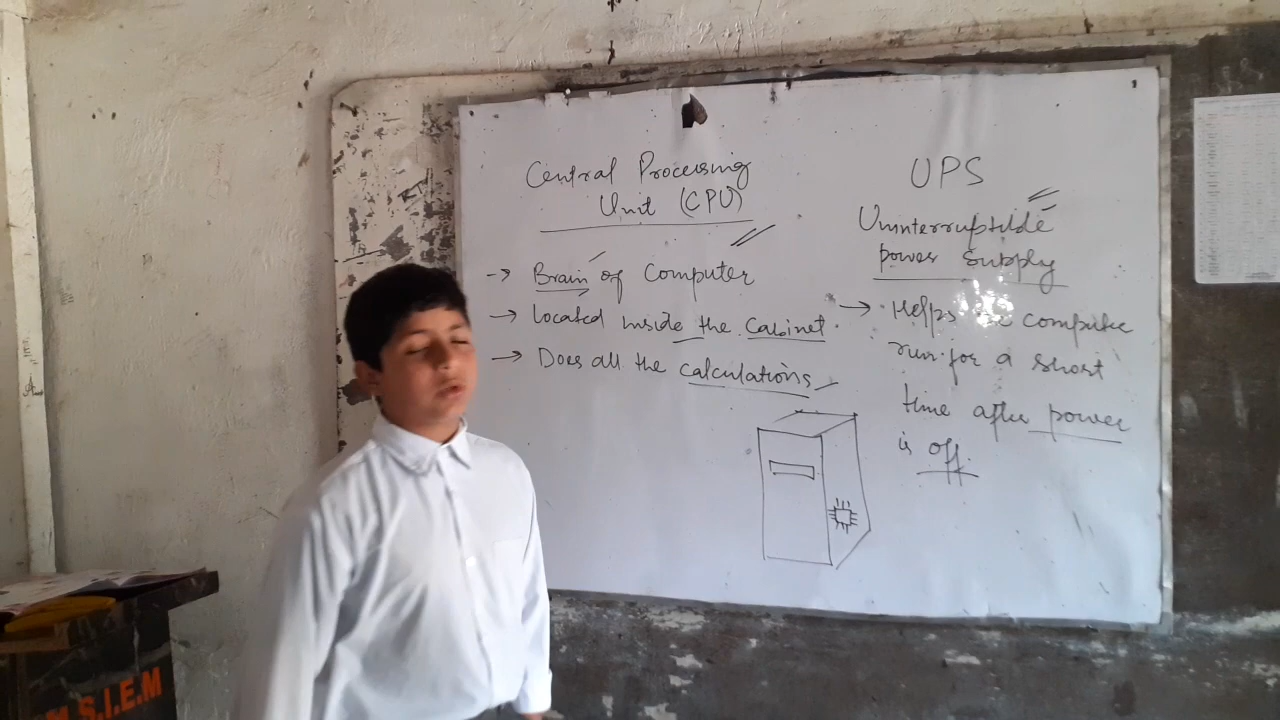 Central Processing
Unit (CPU)
→ Brain of Computer
→ Located inside the Cabinet.
→ Does all the calculations
UPS
Uninterruptible
power supply
→ Helps the computer
run for a short
time after power
is off.
S.I.E.M